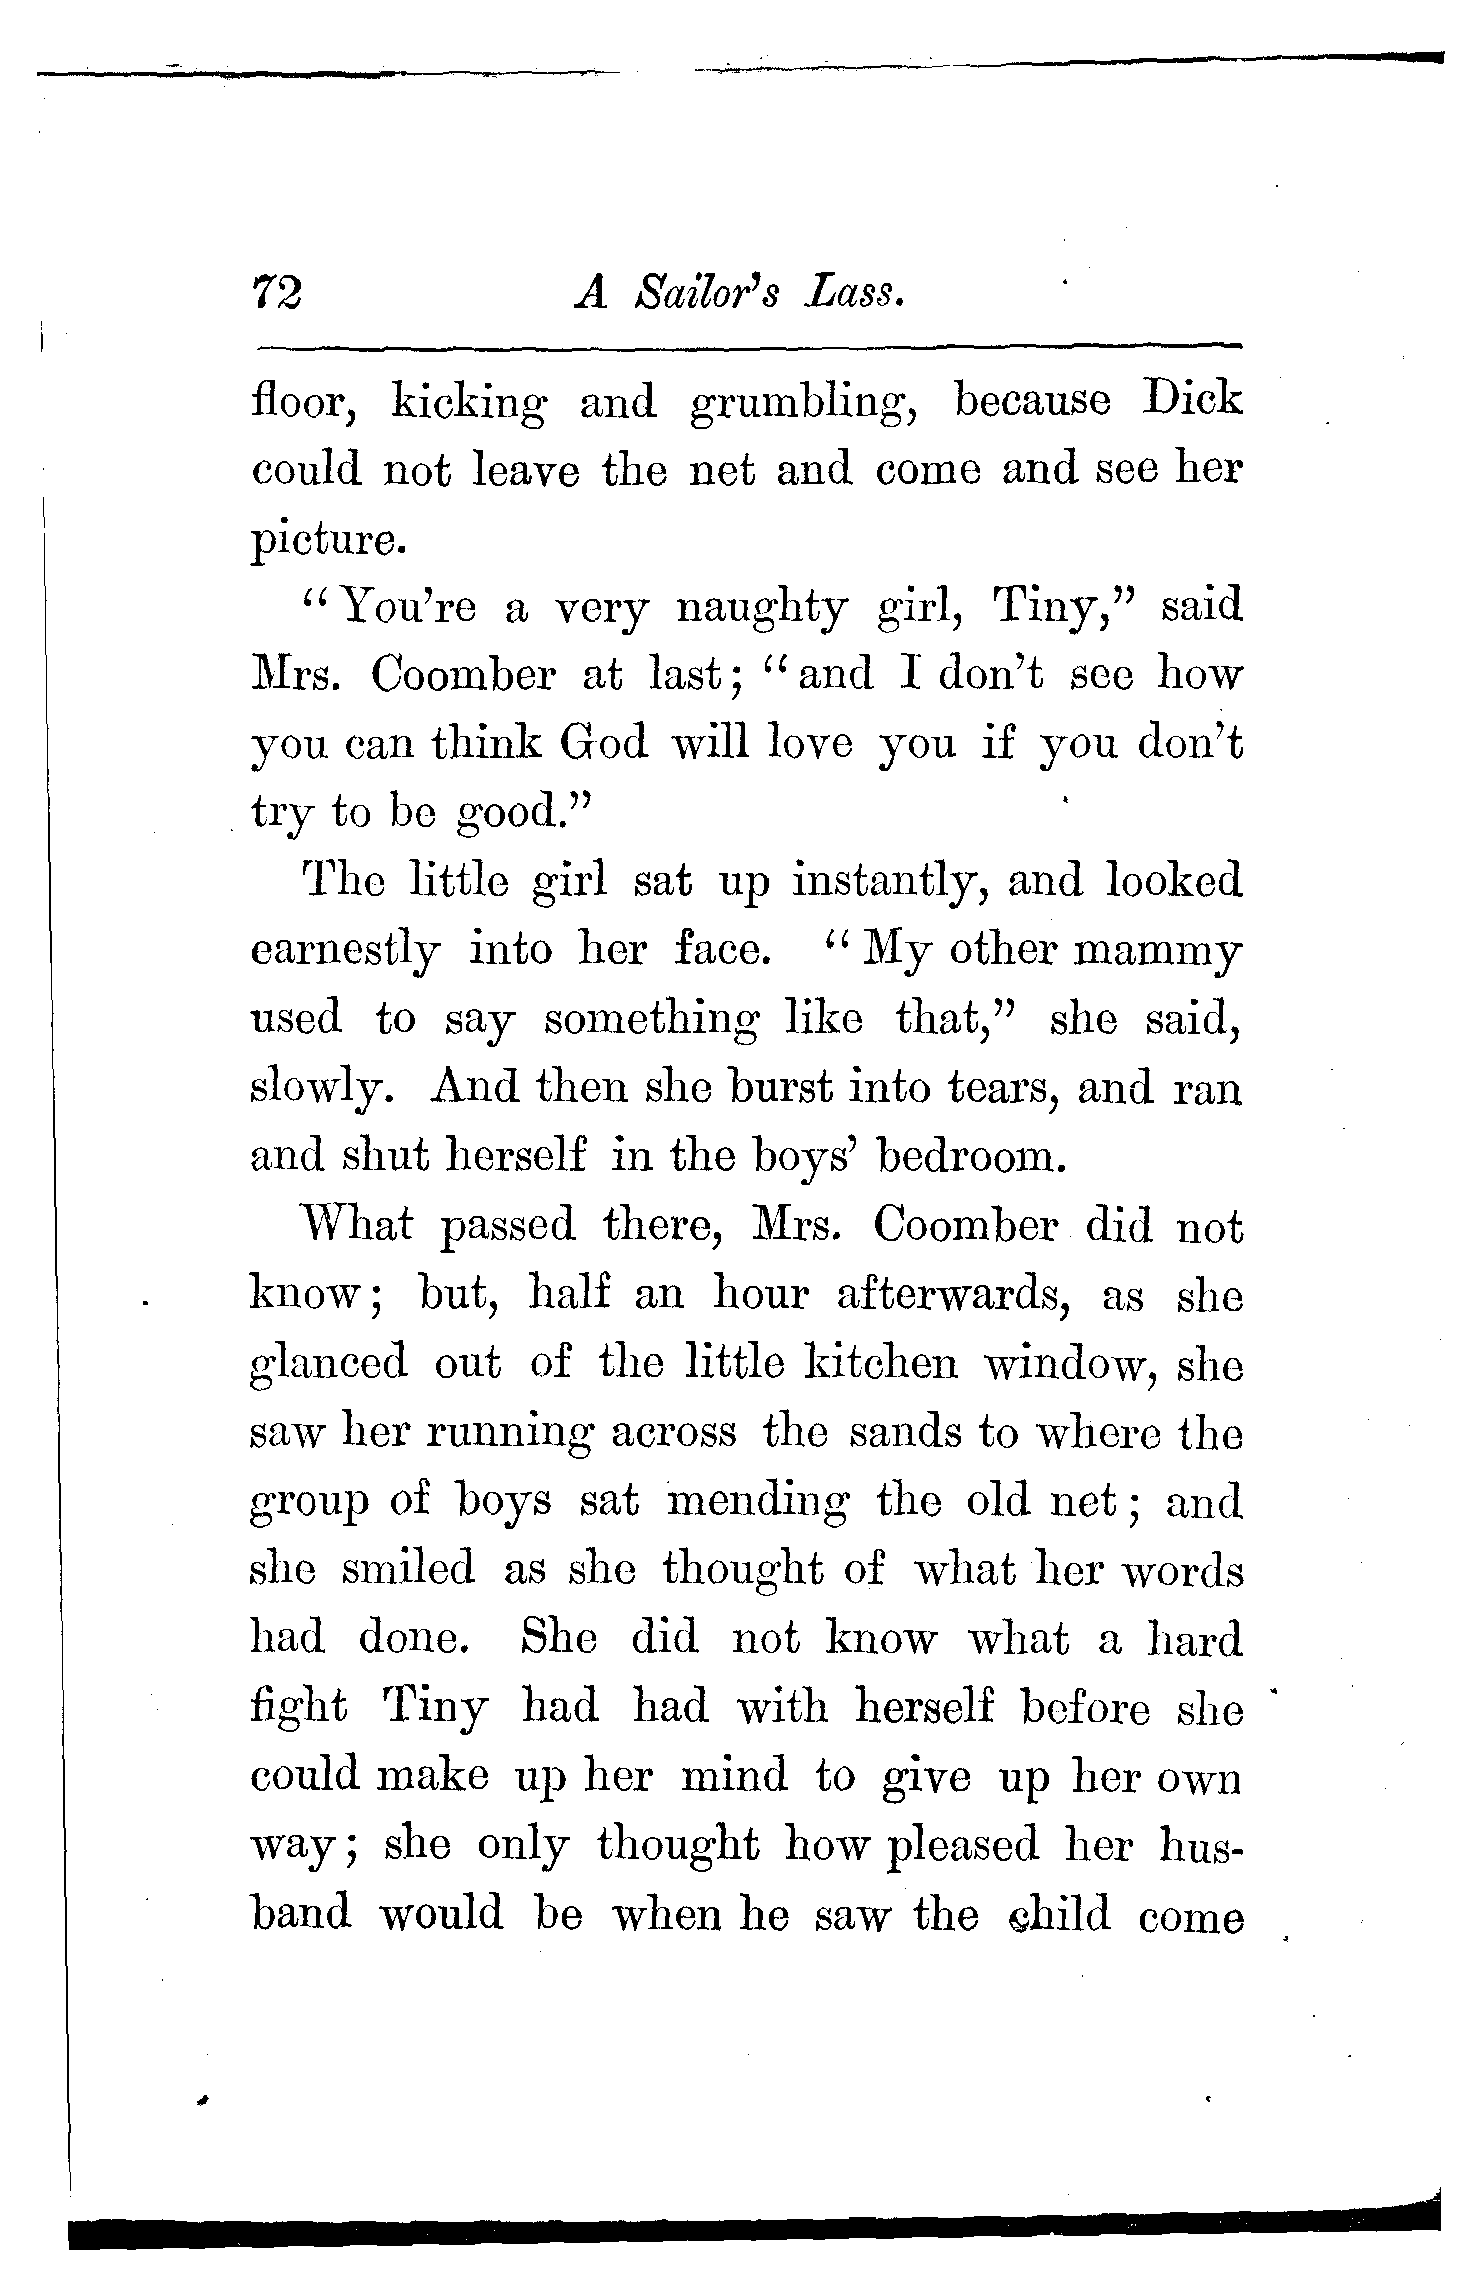 72 A Sailor's Lass.
floor, kicking and grumbling, because Dick
could not leave the net and come and see her
picture.
"You're a very naughty girl, Tiny," said
Mrs. Coomber at last; "and I don't see how
you can think God will love you if you don't
try to be good."
The little girl sat up instantly, and looked
earnestly into her face. "My other mammy
used to say something like that," she said,
slowly. And then she burst into tears, and ran
and shut herself in the boys' bedroom.
What passed there, Mrs. Coomber did not
know; but, half an hour afterwards, as she
glanced out of the little kitchen window, she
saw her running across the sands to where the
group of boys sat mending the old net; and
she smiled as she thought of what her words
had done. She did not know what a hard
fight Tiny had had with herself before she
could make up her mind to give up her own
way; she only thought how pleased her hus-
band would be when he saw the child come